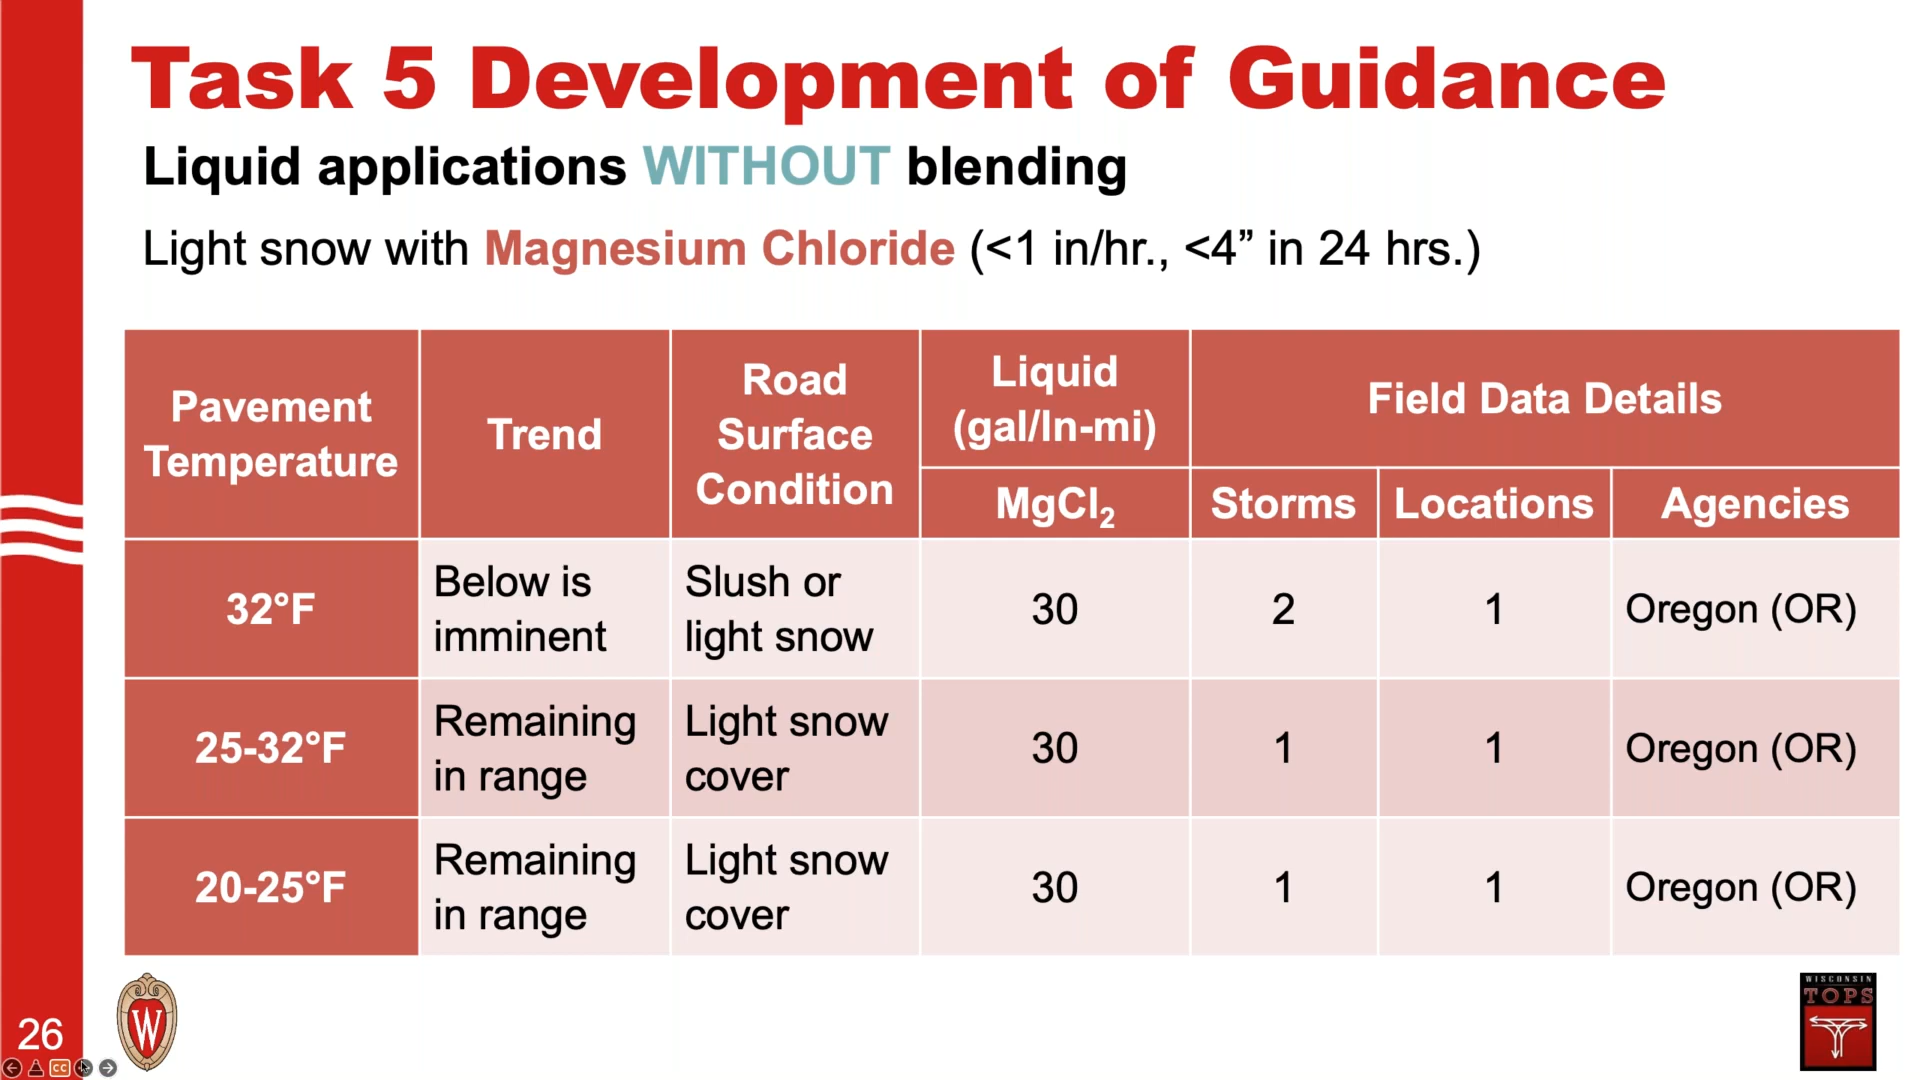 Task 5 Development of Guidance
Liquid applications WITHOUT blending
Light snow with Magnesium Chloride (<1 in/hr., <4” in 24 hrs.)
Pavement
Temperature
Trend
Road
Surface
Condition
Liquid
(gal/ln-mi)
Field Data Details
MgCl₂
Storms
Locations
Agencies
32°F
Below is
imminent
Slush or
light snow
30
2
1
Oregon (OR)
25-32°F
Remaining
in range
Light snow
cover
30
1
1
Oregon (OR)
20-25°F
Remaining
in range
Light snow
cover
30
1
1
Oregon (OR)
26
CC
W
WISCONSIN
TOPS